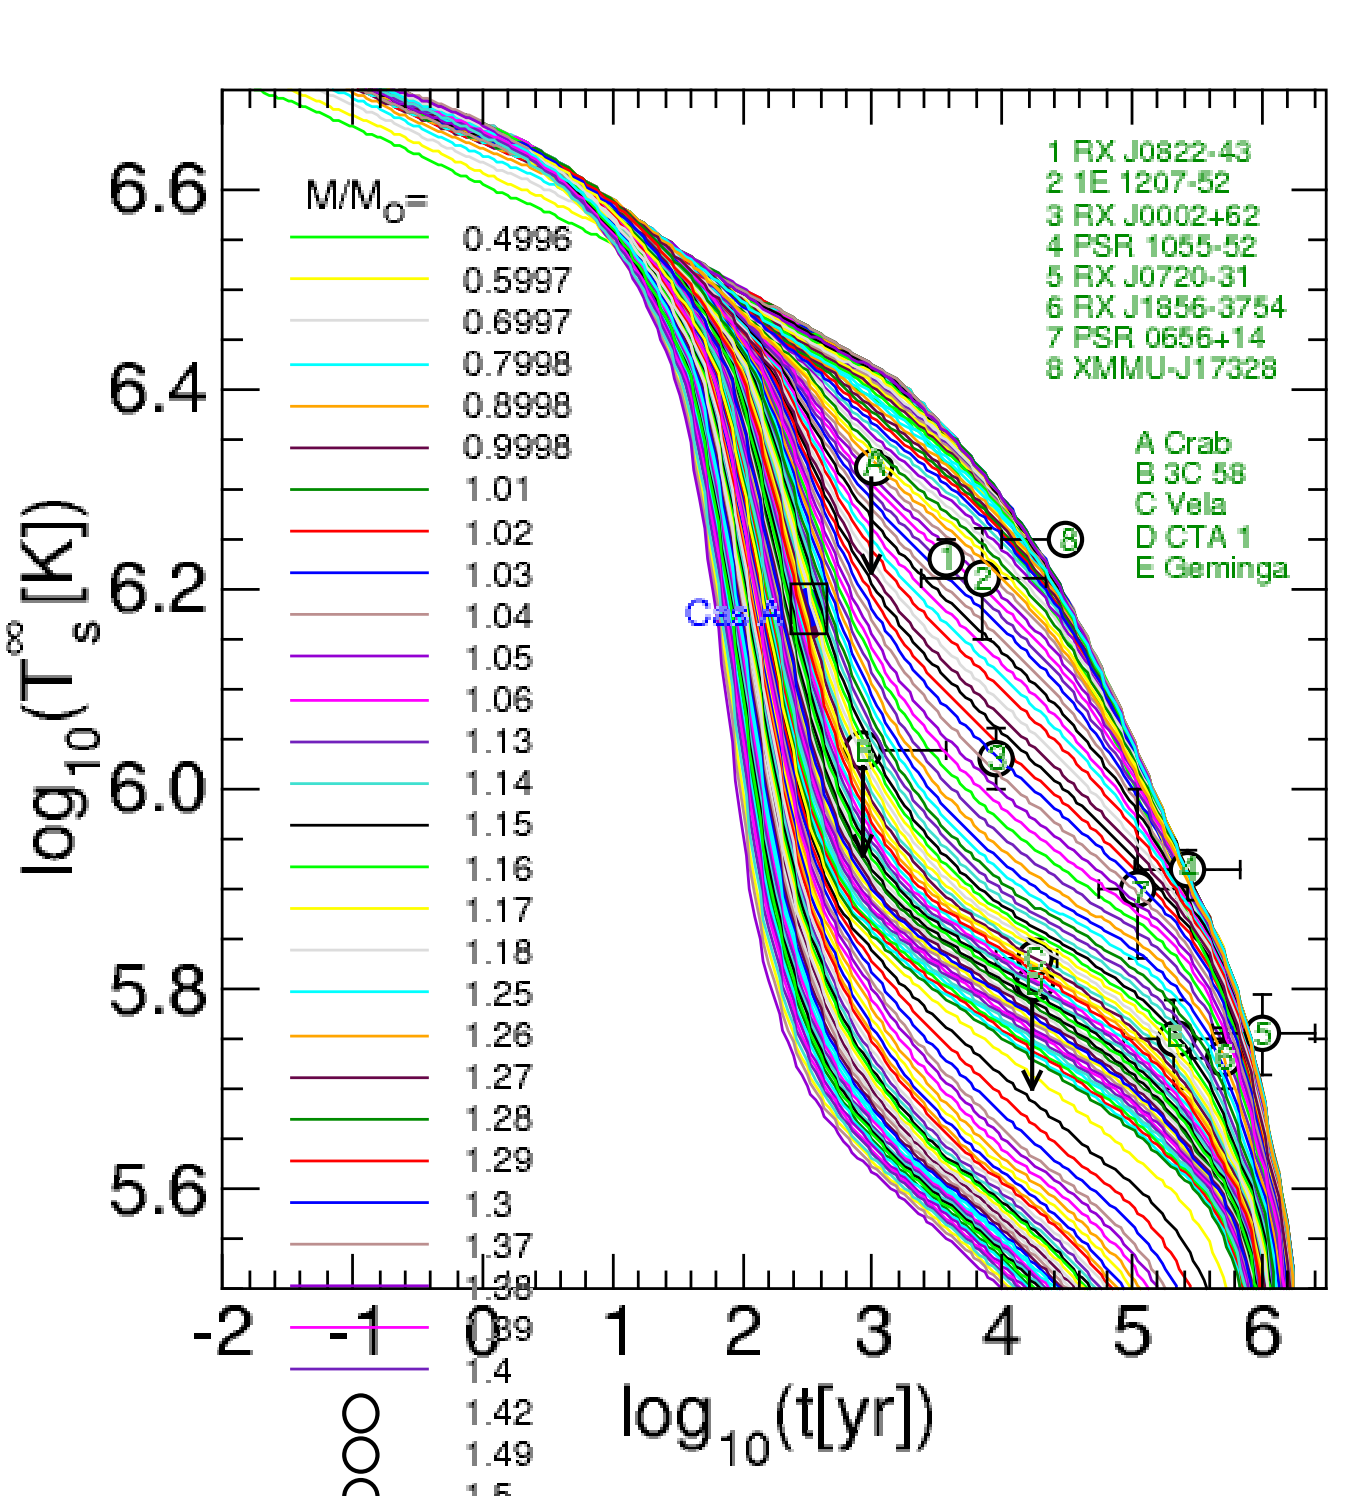 1 RX J0822-43
2 1E 1207-52
3 RX J0002+62
4 PSR 1055-52
5 RX J0720-31
6 RX J1856-3754
7 PSR 0656+14
8 XMMU-J17328
A Crab
B 3C 58
C Vela
D CTA 1
E Geminga
M/M⊙=
0.4996
0.5997
0.6997
0.7998
0.8998
0.9998
1.01
1.02
1.03
1.04
1.05
1.06
1.13
1.14
1.15
1.16
1.17
1.18
1.25
1.26
1.27
1.28
1.29
1.3
1.37
1.38
1.39
1.4
1.42
1.49
1.5
A
8
1
2
Cas A
B
3
4
7
C
D
E
5
6
6.6
6.4
6.2
6.0
5.8
5.6
log₁₀(T∞s [K])
-2 -1 0 1 2 3 4 5 6
log₁₀(t[yr])